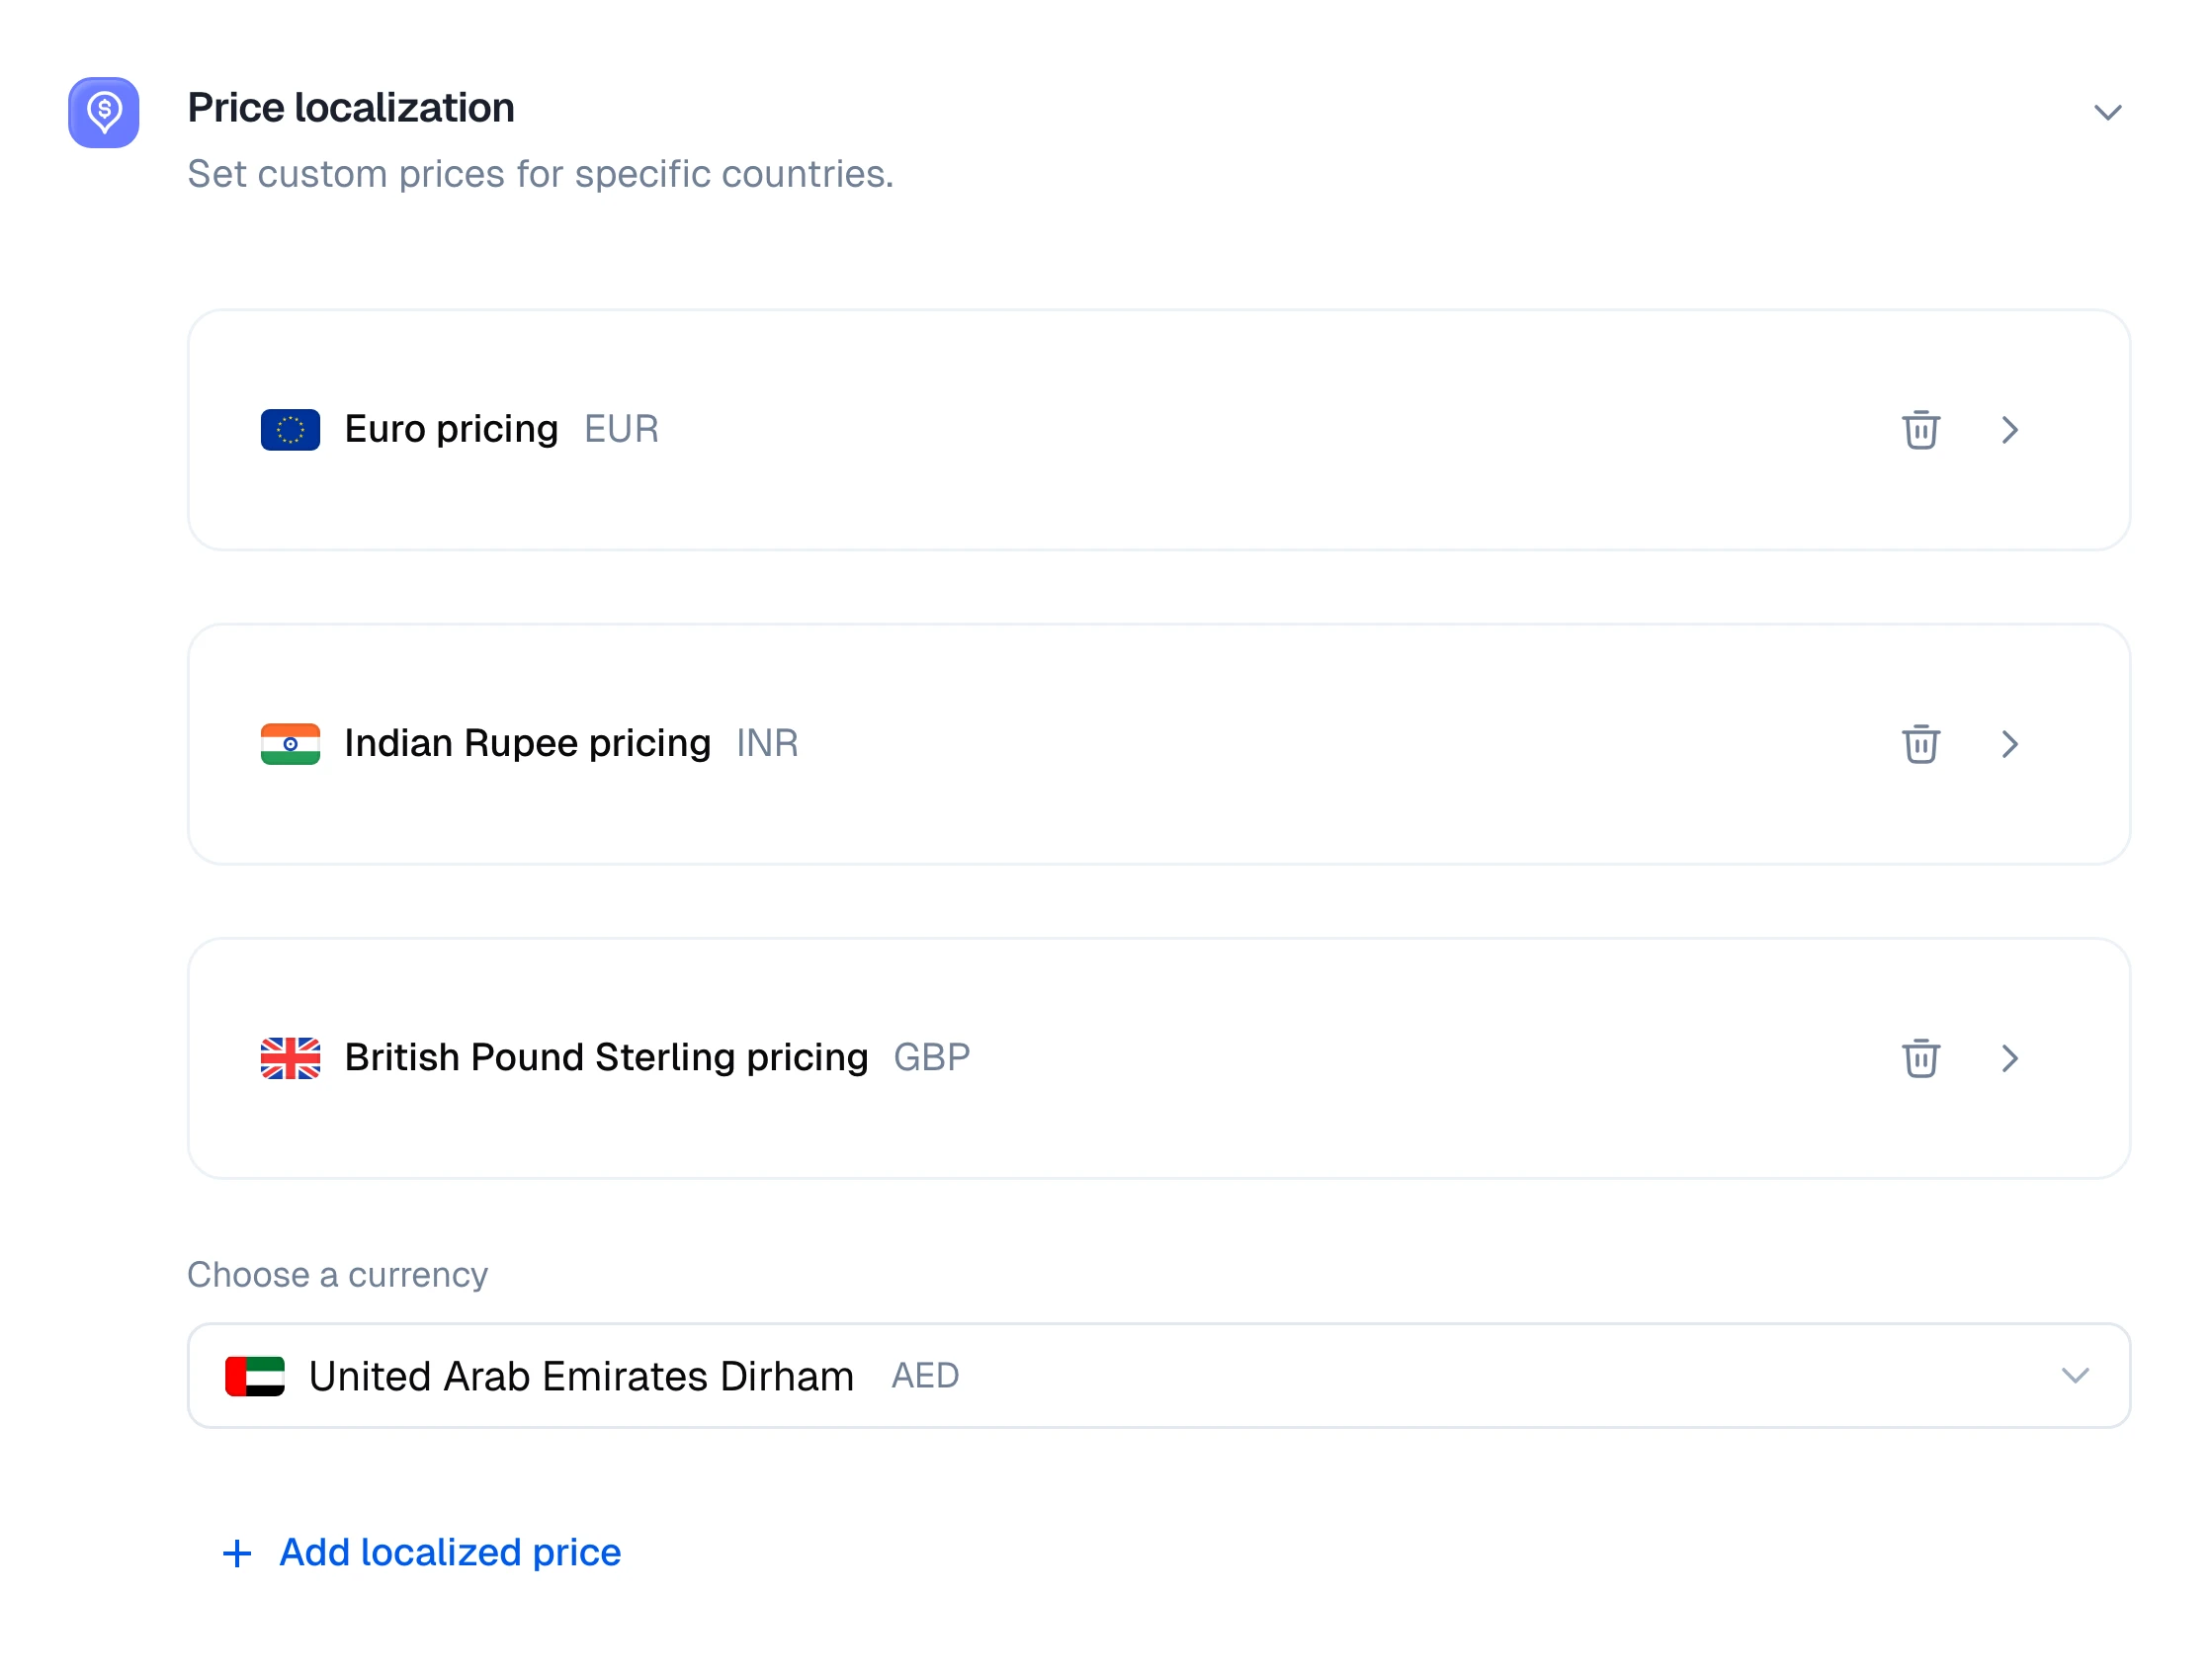 Price localization
Set custom prices for specific countries.
Euro pricing EUR
Indian Rupee pricing INR
British Pound Sterling pricing GBP
Choose a currency
United Arab Emirates Dirham AED
+ Add localized price